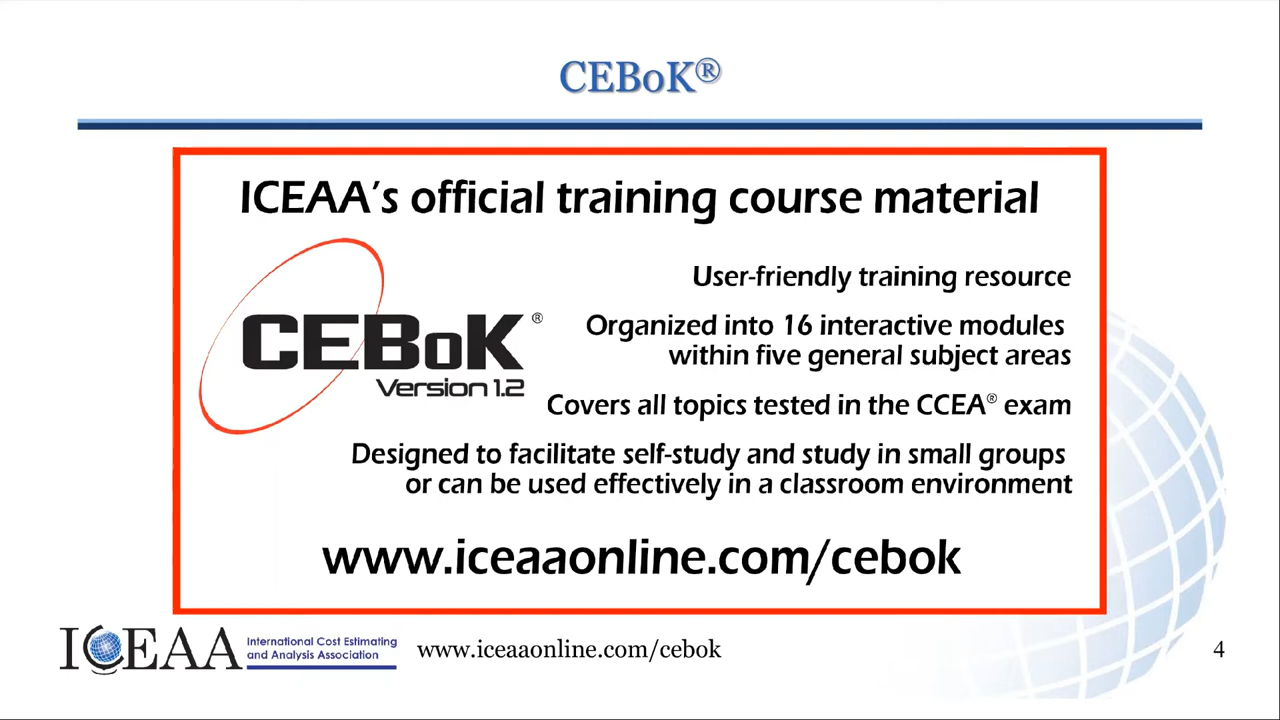 CEBoK®
ICEAA's official training course material
CEBoK®
Version 1.2
User-friendly training resource
Organized into 16 interactive modules
within five general subject areas
Covers all topics tested in the CCEA® exam
Designed to facilitate self-study and study in small groups
or can be used effectively in a classroom environment
www.iceaaonline.com/cebok
ICEAA
International Cost Estimating
and Analysis Association
www.iceaaonline.com/cebok
4